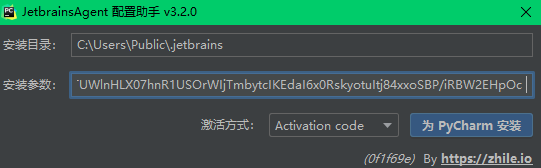 JetbrainsAgent 配置助手 v3.2.0
安装目录: C:\Users\Public\.jetbrains
安装参数: UWlnHLX07hnR1USOrWIjTmbytcIKEdaI6x0RskyotuItj84xxoSBP/iRBW2EHpOc
激活方式: Activation code 为 PyCharm 安装
(0f1f69e) By https://zhile.io